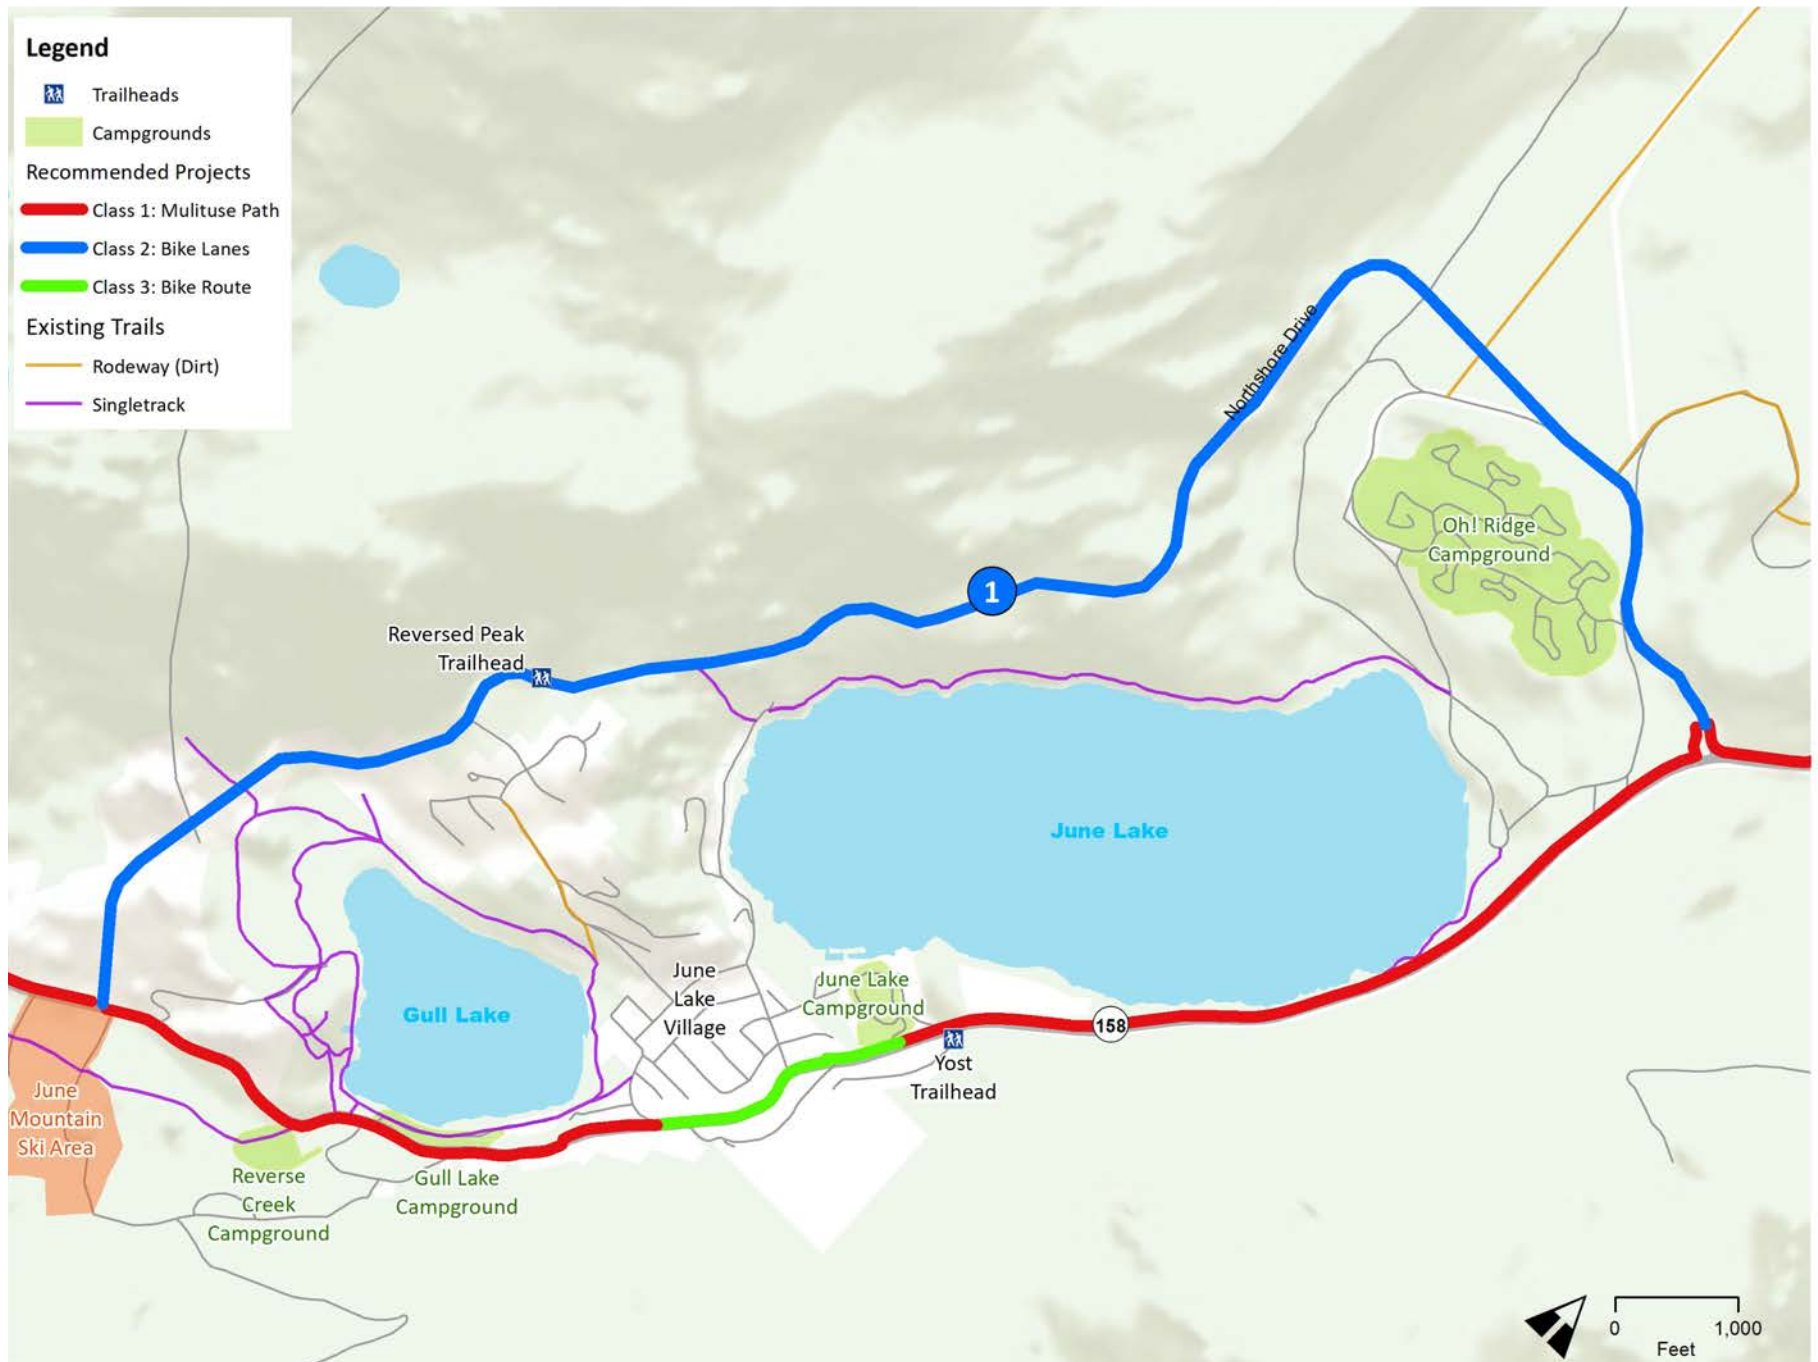 Legend
Trailheads
Campgrounds
Recommended Projects
Class 1: Mulituse Path
Class 2: Bike Lanes
Class 3: Bike Route
Existing Trails
Rodeway (Dirt)
Singletrack
Northshore Drive
Oh! Ridge
Campground
1
Reversed Peak
Trailhead
June Lake
June
Lake
Village
June Lake
Campground
Gull Lake
158
Yost
Trailhead
June
Mountain
Ski Area
Reverse
Creek
Campground
Gull Lake
Campground
0
1,000
Feet